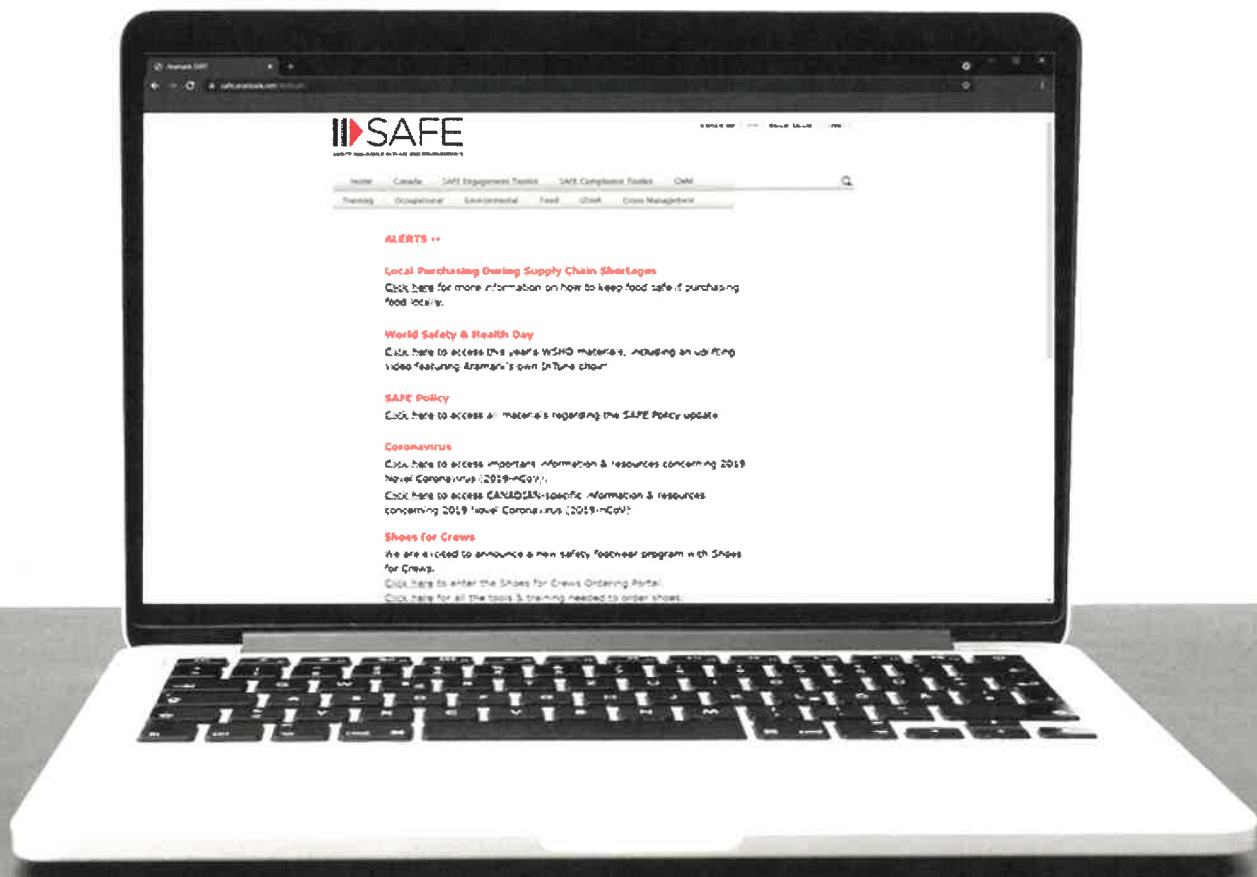 Aramark SAFE
SAFE
Home Canada SAFE Engagement Toolkit SAFE Compliance Toolkit CMM
Training Occupational Environmental Food Crisis Management
ALERTS
Local Purchasing During Supply Chain Shortages
Click here for more information on how to keep food safe if purchasing
food locally.
World Safety & Health Day
Click here to access this year's WSHD materials, including an uplifting
video featuring Aramark's own InTune choir!
SAFE Policy
Click here to access all materials regarding the SAFE Policy update
Coronavirus
Click here to access important information & resources concerning 2019
Novel Coronavirus (2019-nCoV).
Click here to access CANADIAN-specific information & resources
concerning 2019 Novel Coronavirus (2019-nCoV)
Shoes for Crews
We are excited to announce a new safety footwear program with Shoes
for Crews.
Click here to enter the Shoes for Crews Ordering Portal.
Click here for all the tools & training needed to order shoes.